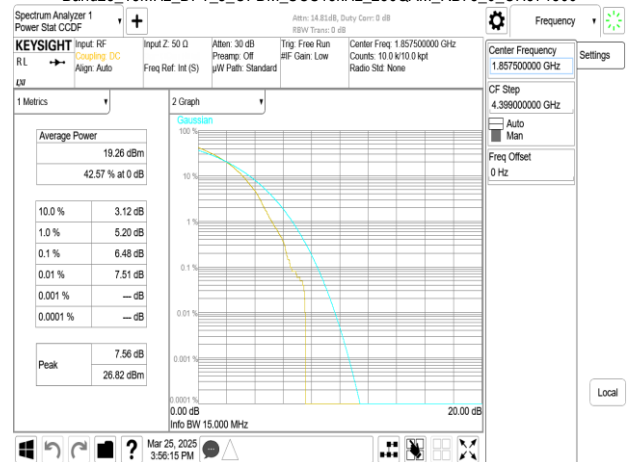 Spectrum Analyzer 1
Power Stat CCDF
Attn: 14.81dB, Duty Corr: 0 dB
RBW Trans: 0 dB
Frequency
KEYSIGHT
RL
LXI
Input: RF
Coupling: DC
Align: Auto
Input Z: 50 Ω
Freq Ref: Int (S)
Atten: 30 dB
Preamp: Off
µW Path: Standard
Trig: Free Run
#IF Gain: Low
Center Freq: 1.857500000 GHz
Counts: 10.0 k/10.0 kpt
Radio Std: None
Center Frequency
1.857500000 GHz
Settings
CF Step
4.399000000 GHz
Auto
Man
Freq Offset
0 Hz
1 Metrics
Average Power
19.26 dBm
42.57 % at 0 dB
10.0 % 3.12 dB
1.0 % 5.20 dB
0.1 % 6.48 dB
0.01 % 7.51 dB
0.001 % --- dB
0.0001 % --- dB
Peak
7.56 dB
26.82 dBm
2 Graph
Gaussian
100 %
10 %
1 %
0.1 %
0.01 %
0.001 %
0.0001 %
0.00 dB
20.00 dB
Info BW 15.000 MHz
Local
Mar 25, 2025
3:56:15 PM